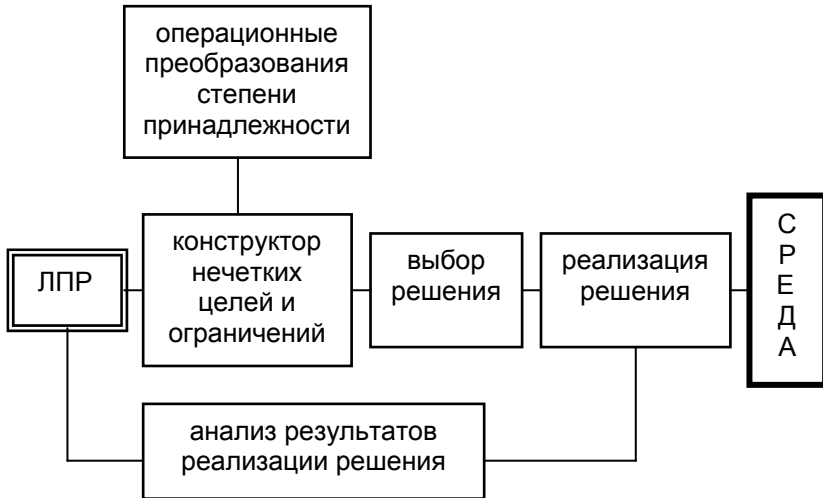 операционные
преобразования
степени
принадлежности
ЛПР
конструктор
нечетких
целей и
ограничений
выбор
решения
реализация
решения
С
Р
Е
Д
А
анализ результатов
реализации решения